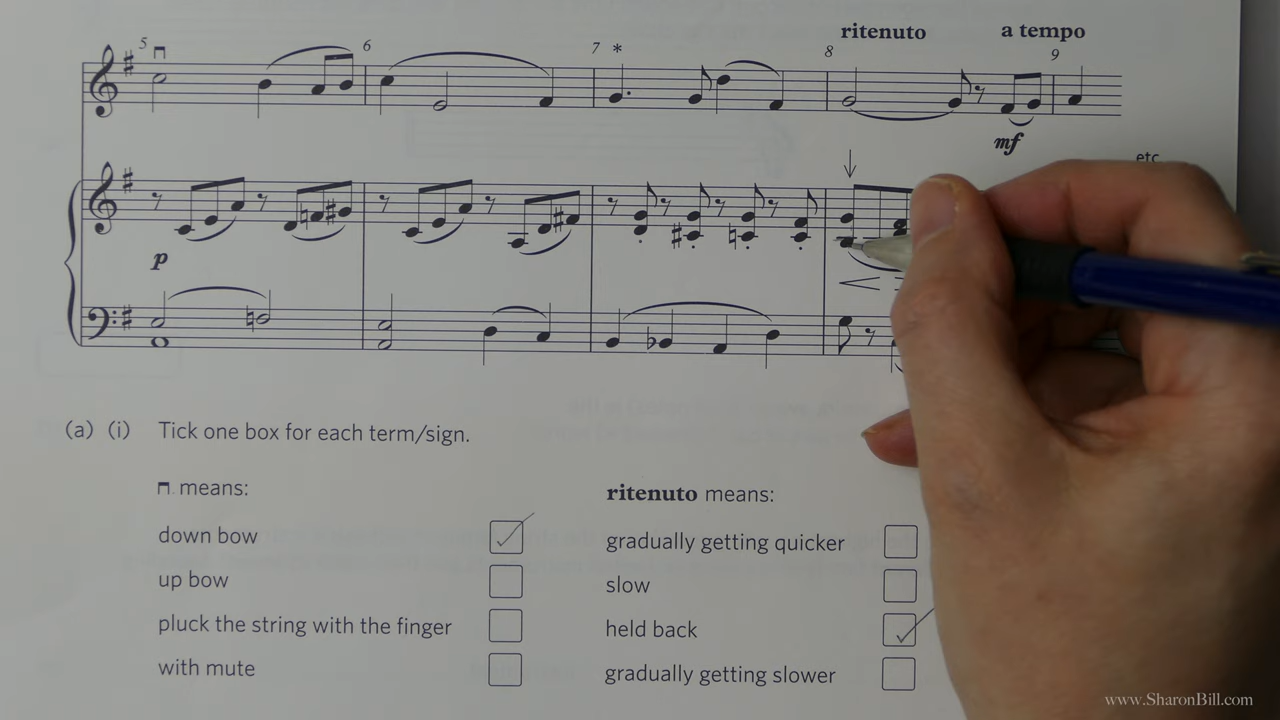 ritenuto a tempo
5 6 7 * 8 9
mf
etc
p
(a) (i) Tick one box for each term/sign.
means: ritenuto means:
down bow gradually getting quicker
up bow slow
pluck the string with the finger held back
with mute gradually getting slower
www.SharonBill.com